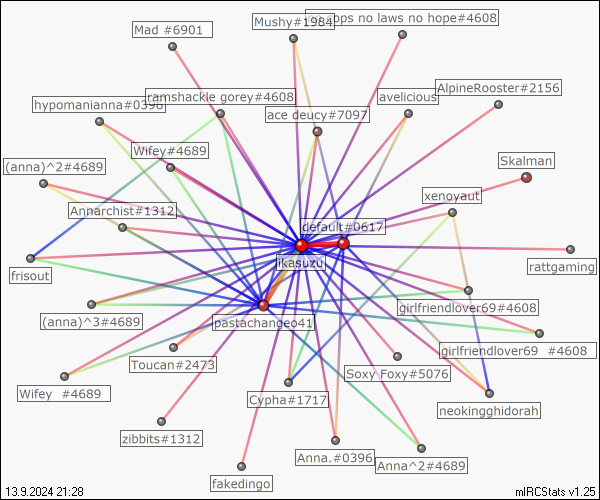 Mad #6901
Mushy#1984
cops no laws no hope#4608
AlpineRooster#2156
hypomanianna#0396
ramshackle gorey#4608
ace deucy#7097
avelicious
Wifey#4689
(anna)^2#4689
Skalman
xenoyaut
Annarchist#1312
default#0617
jkasuzu
frisout
rattgaming
(anna)^3#4689
pastachange041
girlfriendlover69#4608
girlfriendlover69 #4608
Toucan#2473
Soxy Foxy#5076
Wifey #4689
Cypha#1717
neokingghidorah
zibbits#1312
Anna.#0396
Anna^2#4689
fakedingo
13.9.2024 21:28
mIRCStats v1.25